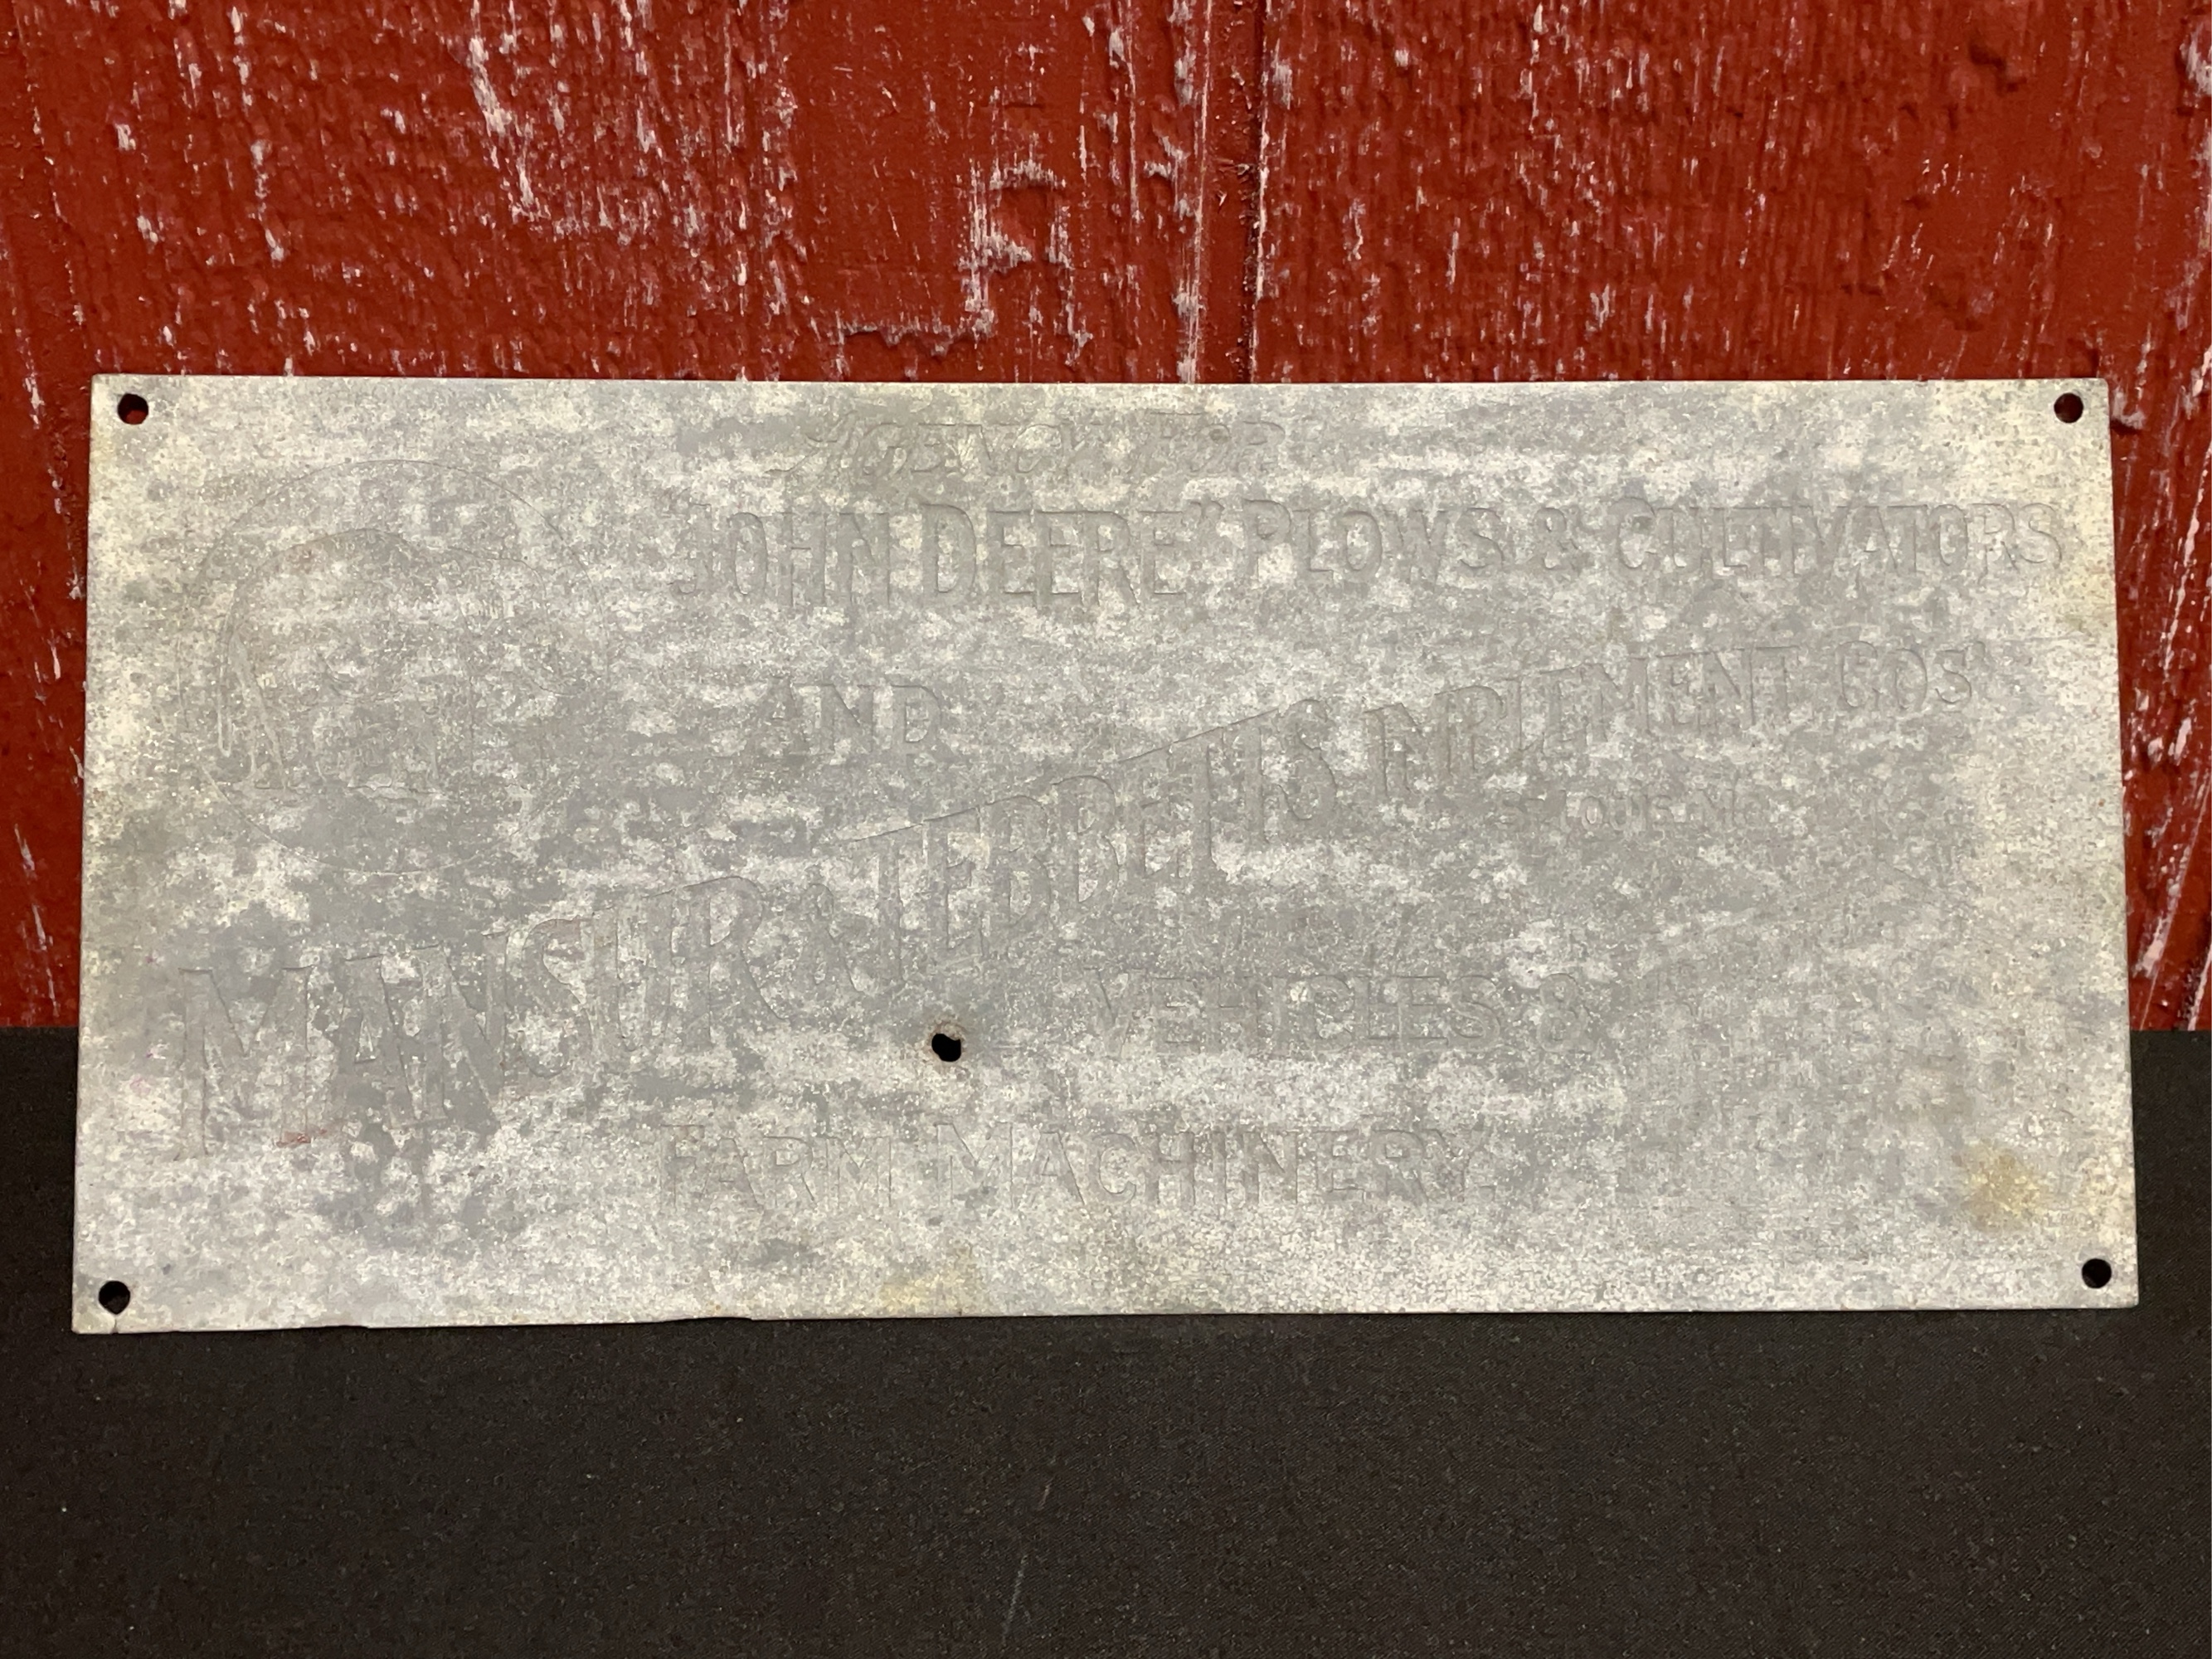 AGENCY FOR
"JOHN DEERE" PLOWS & CULTIVATORS
AND
MANSUR & TEBBETTS IMPLEMENT COS'
ST LOUIS, MO.
VEHICLES &
FARM MACHINERY